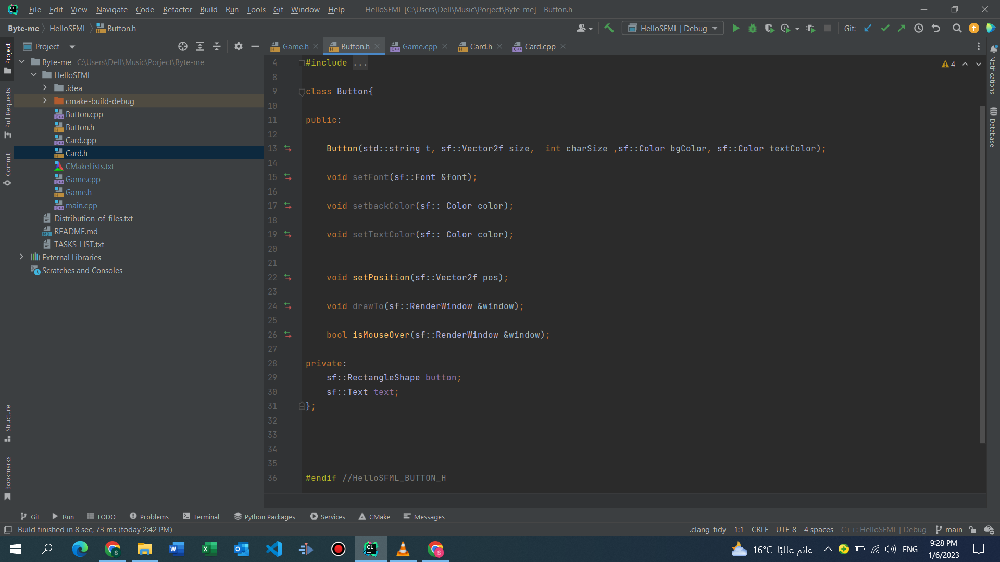 File Edit View Navigate Code Refactor Build Run Tools Git Window Help HelloSFML [C:\Users\Dell\Music\Porject\Byte-me] - Button.h
Byte-me HelloSFML Button.h HelloSFML | Debug Git:
Project
Game.h Button.h Game.cpp Card.h Card.cpp
Project
Pull Requests
Commit
Structure
Bookmarks
Byte-me C:\Users\Dell\Music\Porject\Byte-me
HelloSFML
.idea
cmake-build-debug
Button.cpp
Button.h
Card.cpp
Card.h
CMakeLists.txt
Game.cpp
Game.h
main.cpp
Distribution_of_files.txt
README.md
TASKS_LIST.txt
External Libraries
Scratches and Consoles
4 #include ...
8
9 class Button{
10
11 public:
12
13 Button(std::string t, sf::Vector2f size,  int charSize ,sf::Color bgColor, sf::Color textColor);
14
15 void setFont(sf::Font &font);
16
17 void setbackColor(sf:: Color color);
18
19 void setTextColor(sf:: Color color);
20
21
22 void setPosition(sf::Vector2f pos);
23
24 void drawTo(sf::RenderWindow &window);
25
26 bool isMouseOver(sf::RenderWindow &window);
27
28 private:
29 sf::RectangleShape button;
30 sf::Text text;
31 };
32
33
34
35
36 #endif //HelloSFML_BUTTON_H
4
Notifications
Database
Git Run TODO Problems Terminal Python Packages Services CMake Messages
Build finished in 8 sec, 73 ms (today 2:42 PM) .clang-tidy 1:1 CRLF UTF-8 4 spaces C++: HelloSFML | Debug main
16°C غائم غالبًا ENG 9:28 PM
1/6/2023